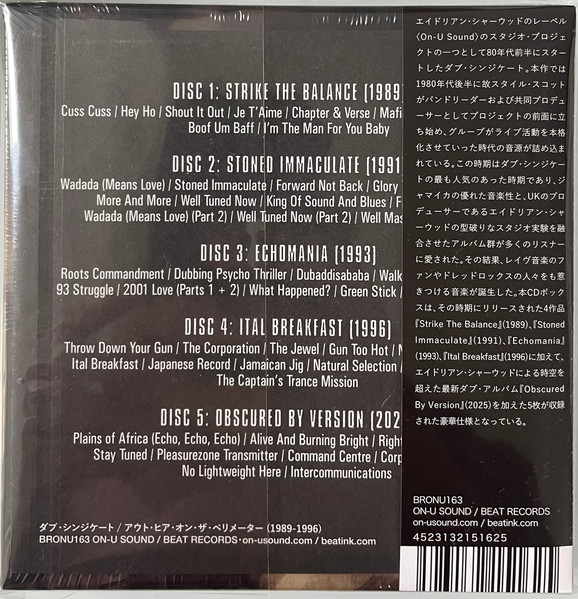 DISC 1: STRIKE THE BALANCE (1989
Cuss Cuss / Hey Ho / Shout It Out / Je T'Aime / Chapter & Verse / Mafi
Boof Um Baff / I'm The Man For You Baby
DISC 2: STONED IMMACULATE (1991
Wadada (Means Love) / Stoned Immaculate / Forward Not Back / Glory
More And More / Well Tuned Now / King Of Sound And Blues / F
Wadada (Means Love) (Part 2) / Well Tuned Now (Part 2) / Well Mas
DISC 3: ECHOMANIA (1993)
Roots Commandment / Dubbing Psycho Thriller / Dubaddisababa / Walk
93 Struggle / 2001 Love (Parts 1 + 2) / What Happened? / Green Stick /
DISC 4: ITAL BREAKFAST (1996)
Throw Down Your Gun / The Corporation / The Jewel / Gun Too Hot /
Ital Breakfast / Japanese Record / Jamaican Jig / Natural Selection /
The Captain's Trance Mission
DISC 5: OBSCURED BY VERSION (202
Plains of Africa (Echo, Echo, Echo) / Alive And Burning Bright / Right
Stay Tuned / Pleasurezone Transmitter / Command Centre / Corp
No Lightweight Here / Intercommunications
ダブ・シンジケート / アウト・ヒア・オン・ザ・ペリメーター (1989-1996)
BRONU163 ON-U SOUND / BEAT RECORDS・on-usound.com / beatink.com
エイドリアン・シャーウッドのレーベル
〈On-U Sound〉のスタジオ・プロジェ
クトの一つとして80年代前半にスター
トしたダブ・シンジケート。本作では
1980年代後半に故スタイル・スコット
がバンドリーダーおよび共同プロデュ
ーサーとしてプロジェクトの前面に立
ち始め、グループがライブ活動を本格
化させていった時代の音源が詰め込ま
れている。この時期はダブ・シンジケー
トの最も人気のあった時期であり、ジ
ャマイカの優れた音楽性と、UKのプロ
デューサーであるエイドリアン・シャ
ーウッドの型破りなスタジオ実験を融
合させたアルバム群が多くのリスナー
に愛された。その結果、レイヴ音楽のフ
ァンやドレッドロックスの人々をも惹
きつける音楽が誕生した。本CDボック
スは、その時期にリリースされた4作品
『Strike The Balance』(1989)、『Stoned
Immaculate』(1991)、『Echomania』
(1993)、『Ital Breakfast』(1996)に加えて、
エイドリアン・シャーウッドによる時空を
超えた最新ダブ・アルバム『Obscured
By Version』(2025)を加えた5枚が収録
された豪華仕様となっている。
BRONU163
ON-U SOUND / BEAT RECORDS
on-usound.com / beatink.com
4523132151625